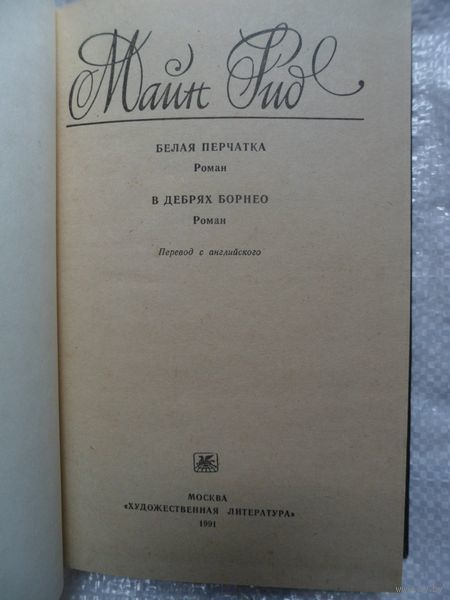 Майн Рид
БЕЛАЯ ПЕРЧАТКА
Роман
В ДЕБРЯХ БОРНЕО
Роман
Перевод с английского
МОСКВА
«ХУДОЖЕСТВЕННАЯ ЛИТЕРАТУРА»
1991